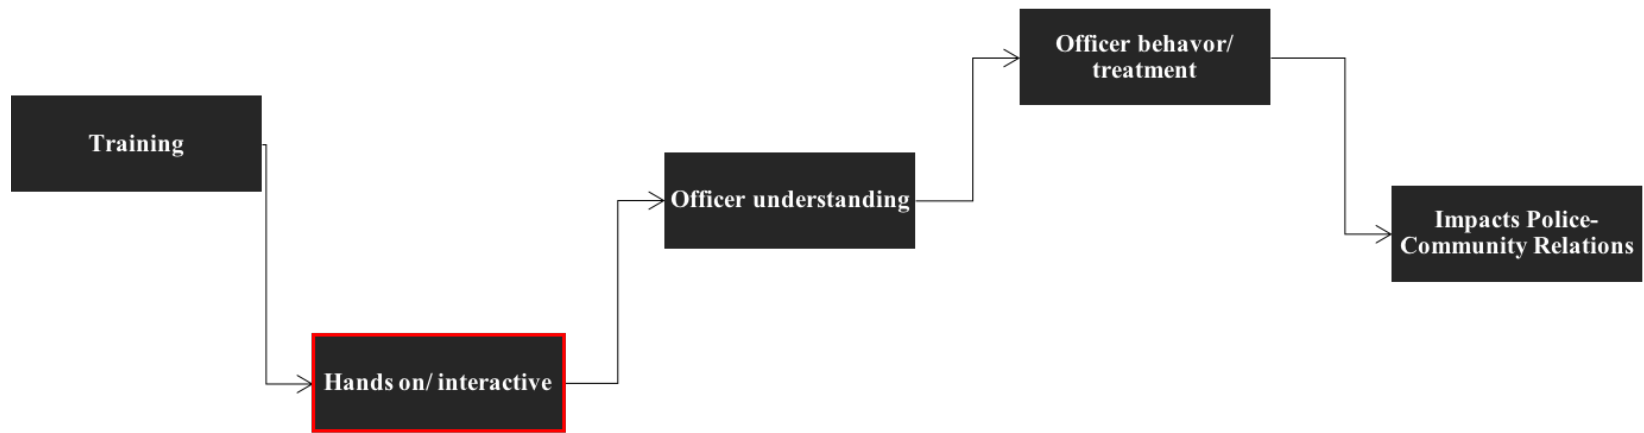 Training
Hands on/ interactive
Officer understanding
Officer behavor/
treatment
Impacts Police-
Community Relations